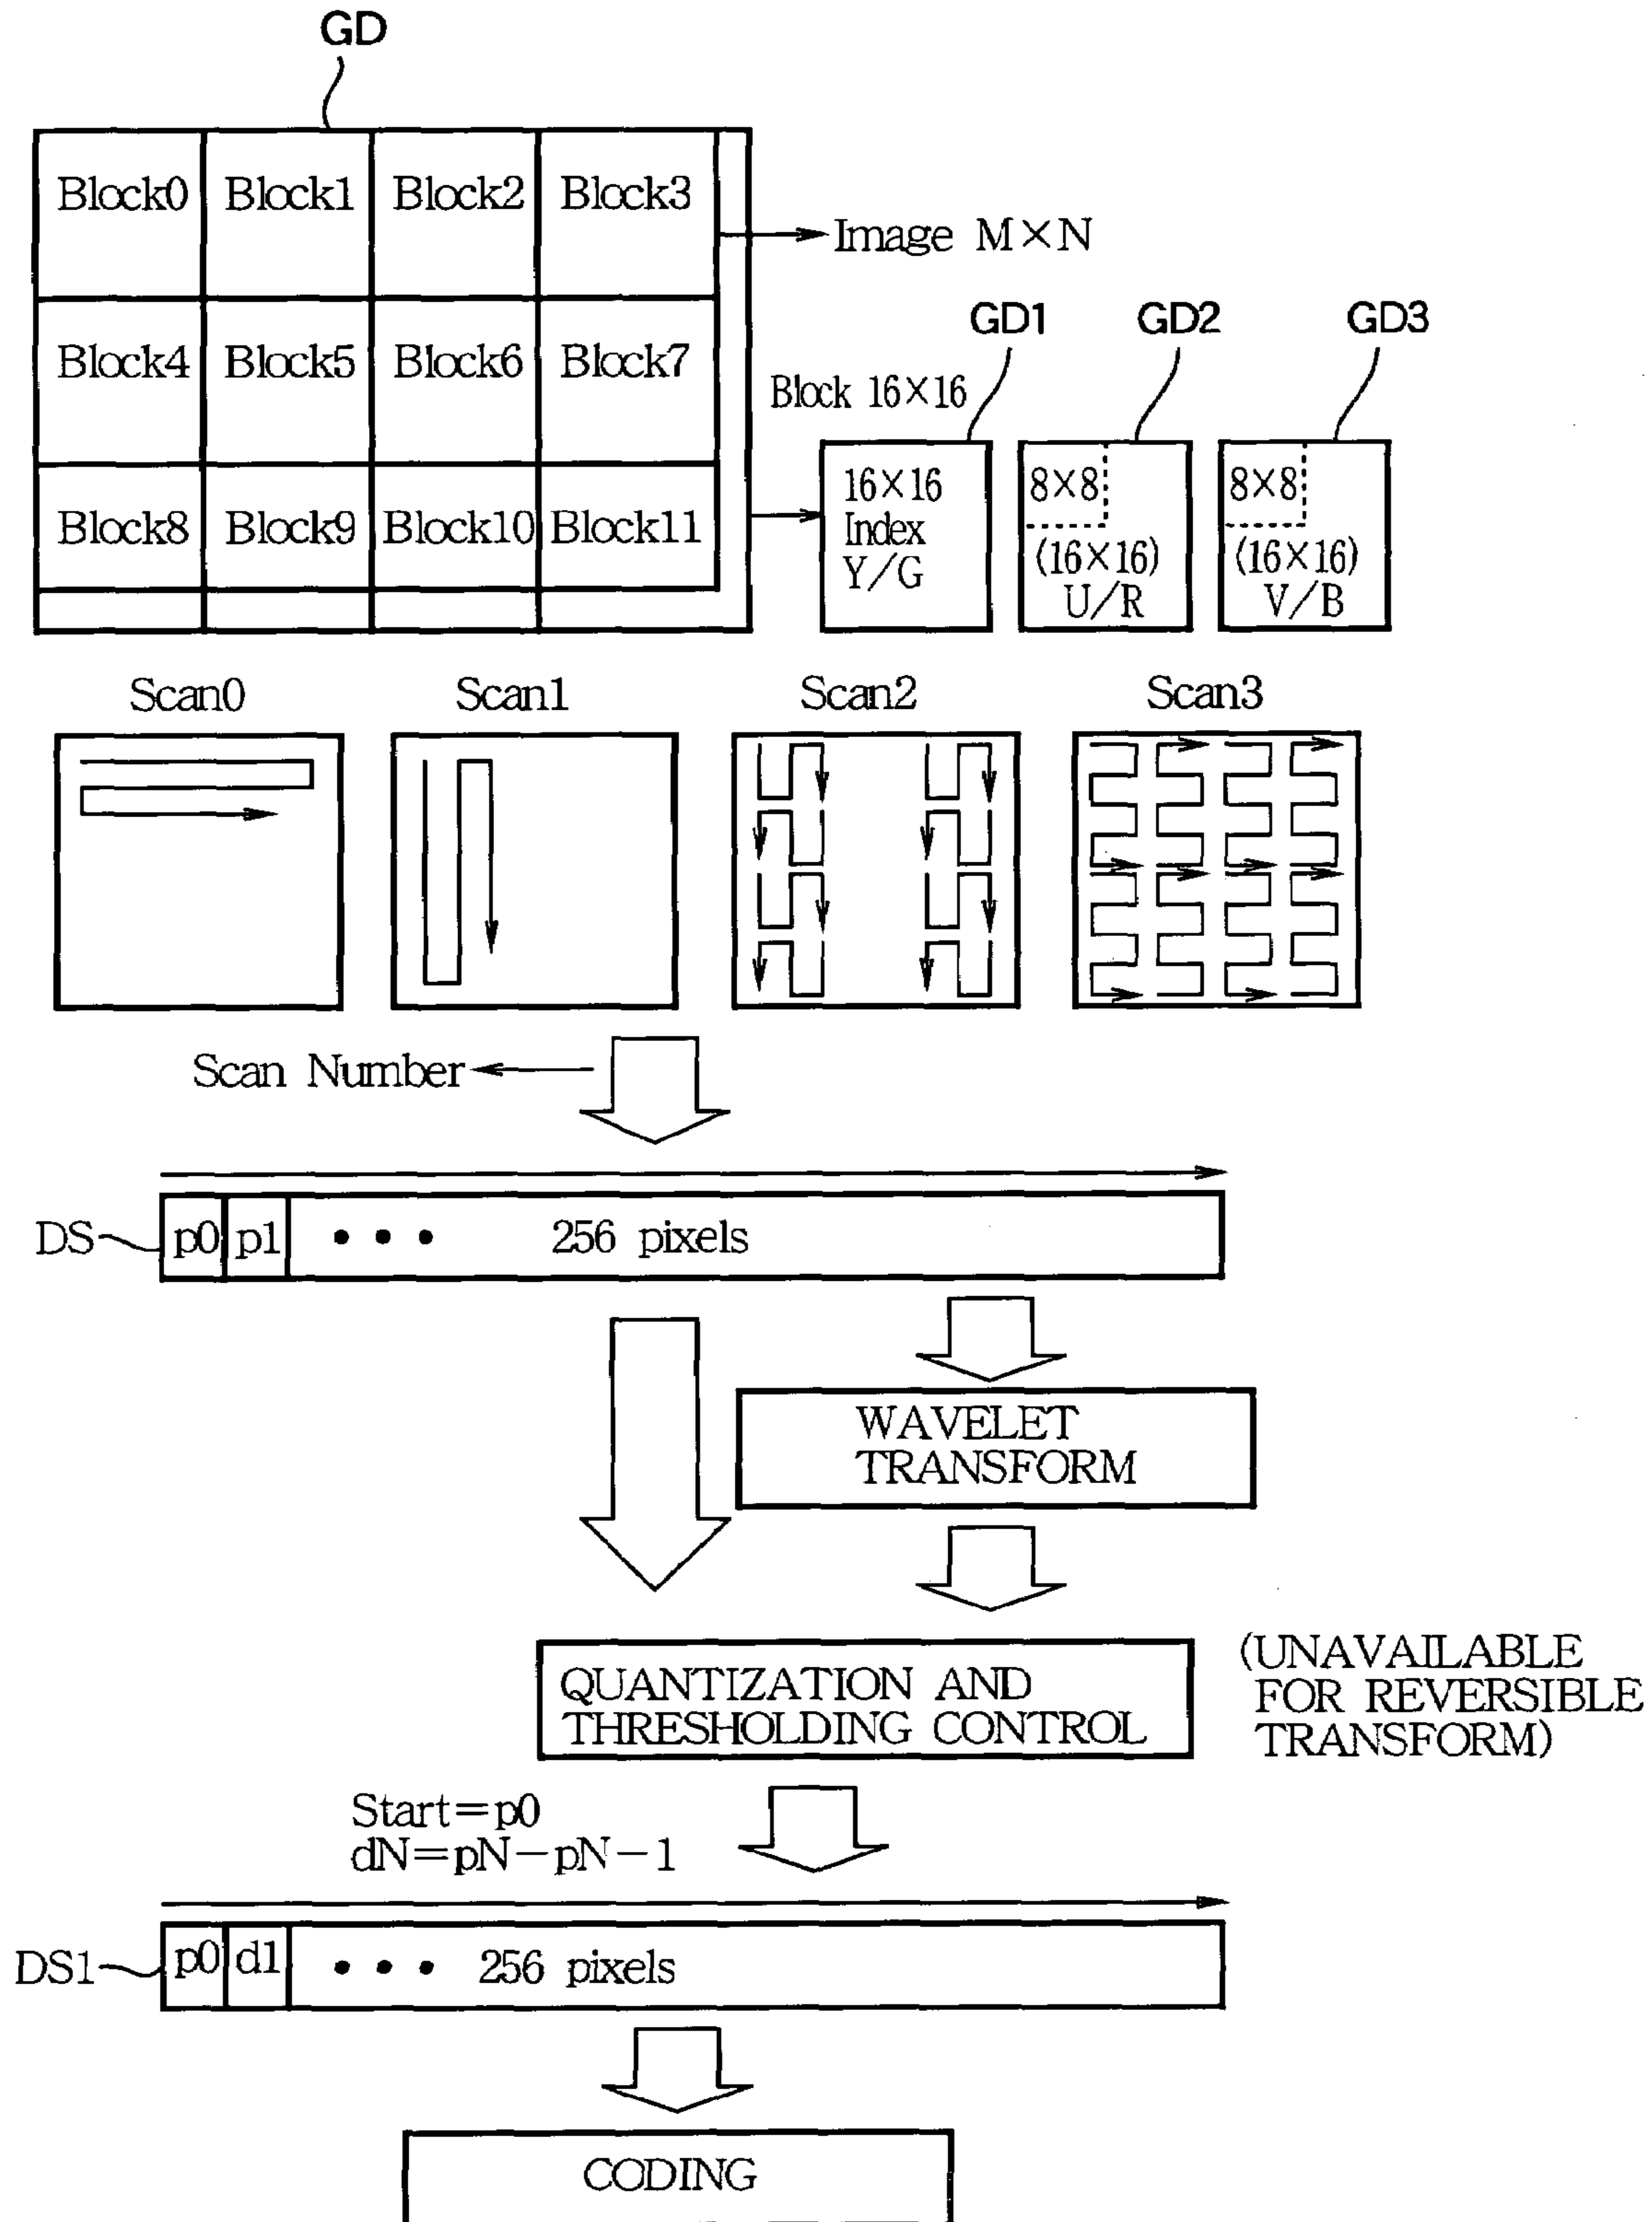 GD
Block0 Block1 Block2 Block3
Image M×N
Block4 Block5 Block6 Block7
Block8 Block9 Block10 Block11
GD1 GD2 GD3
Block 16×16
16×16
Index
Y/G
8×8
(16×16)
U/R
8×8
(16×16)
V/B
Scan0 Scan1 Scan2 Scan3
Scan Number
DS p0 p1 • • • 256 pixels
WAVELET
TRANSFORM
QUANTIZATION AND
THRESHOLDING CONTROL
(UNAVAILABLE
FOR REVERSIBLE
TRANSFORM)
Start=p0
dN=pN−pN−1
DS1 p0 d1 • • • 256 pixels
CODING